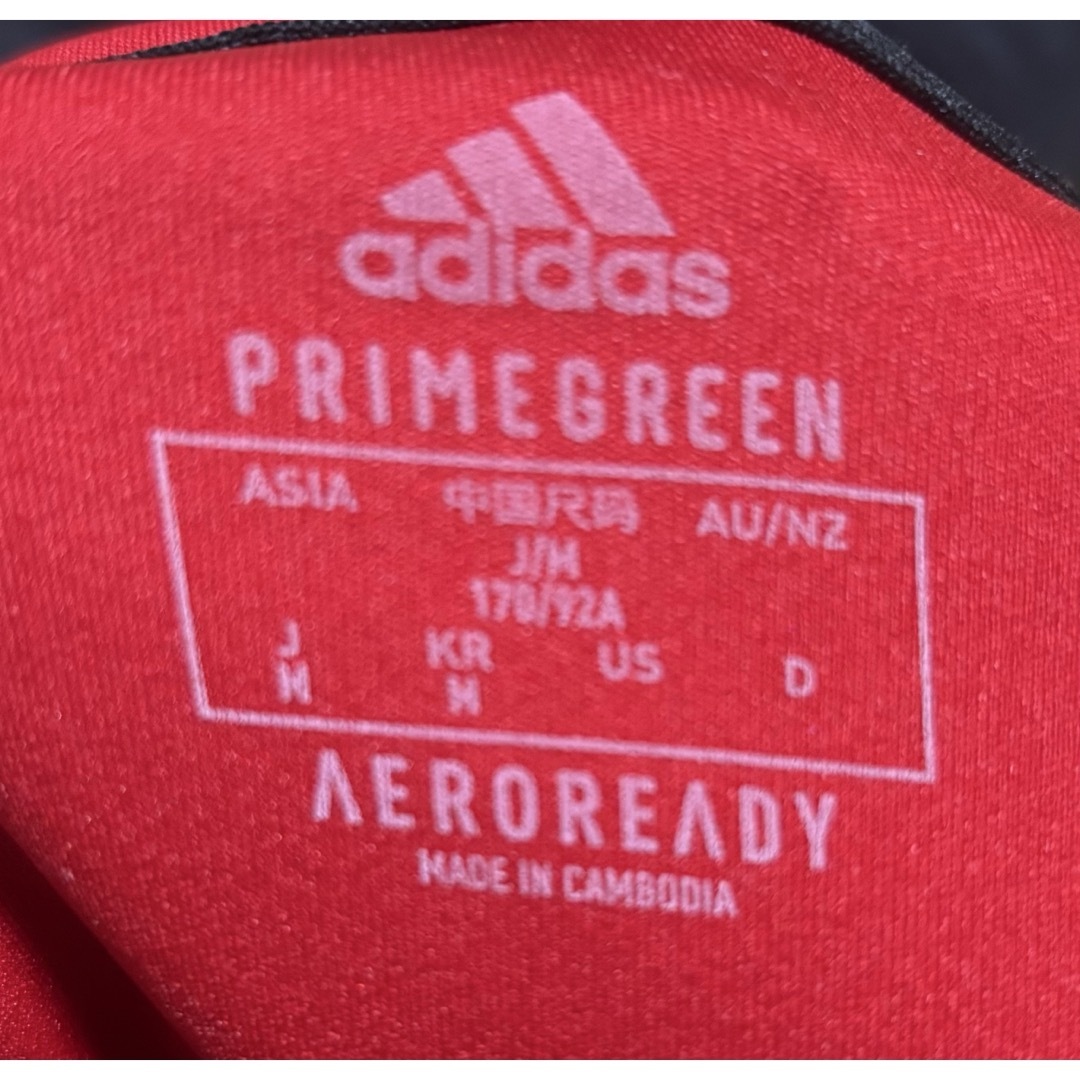 adidas
PRIMEGREEN
ASIA 中国尺码 AU/NZ
J/M
170/92A
J KR US D
M M
AEROREADY
MADE IN CAMBODIA